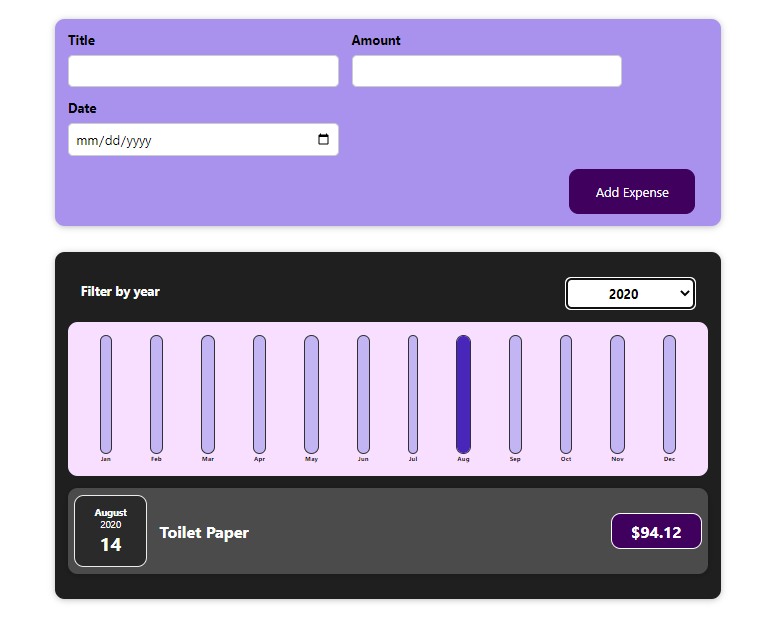 Title Amount
Date
mm/dd/yyyy
Add Expense
Filter by year 2020
Jan Feb Mar Apr May Jun Jul Aug Sep Oct Nov Dec
August
2020
14
Toilet Paper
$94.12